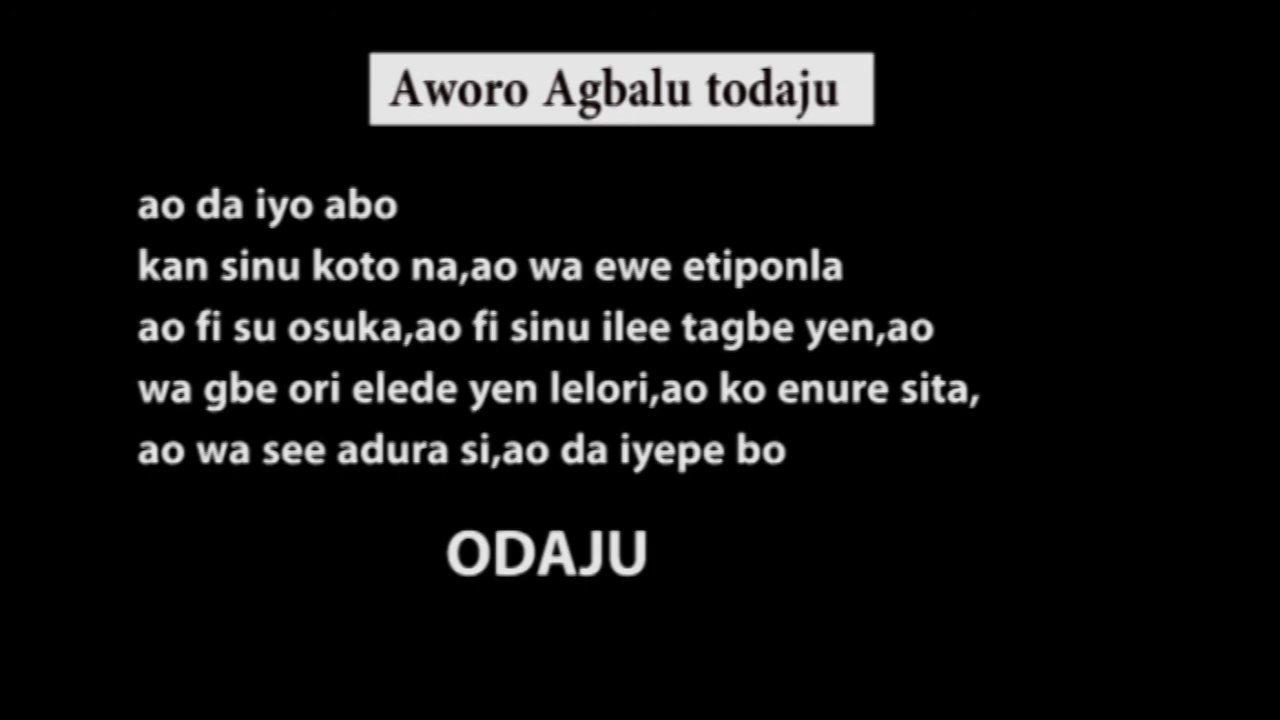 Aworo Agbalu todaju
ao da iyo abo
kan sinu koto na,ao wa ewe etiponla
ao fi su osuka,ao fi sinu ilee tagbe yen,ao
wa gbe ori elede yen lelori,ao ko enure sita,
ao wa see adura si,ao da iyepe bo
ODAJU